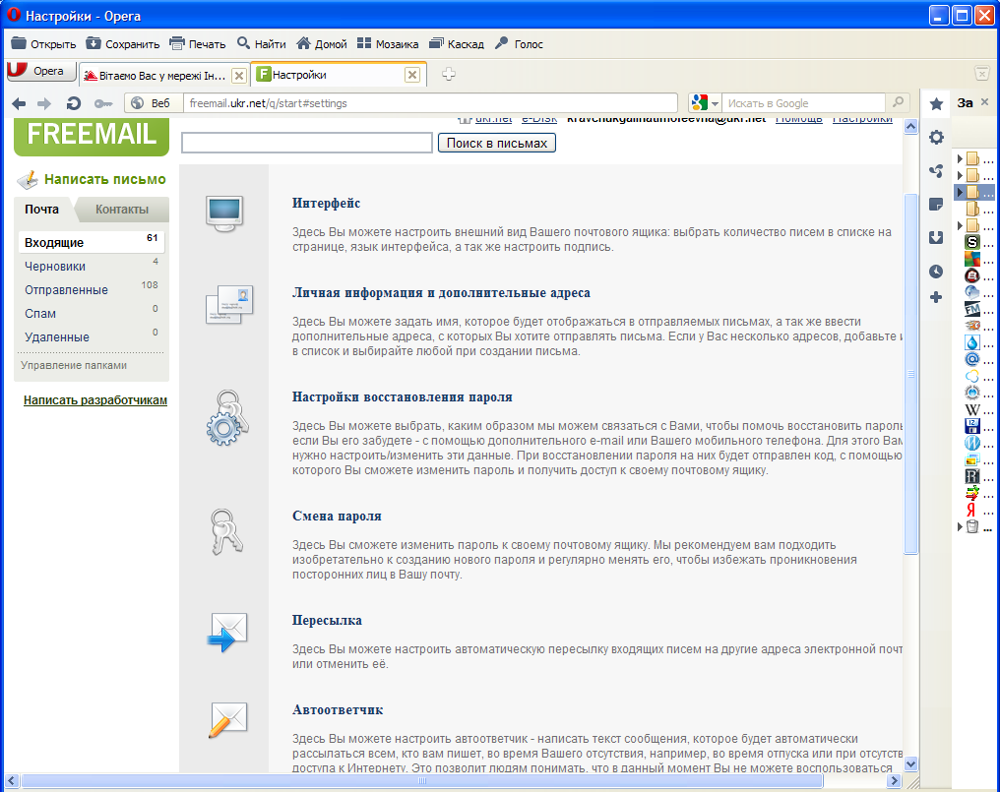 Настройки - Opera
Открыть Сохранить Печать Найти Домой Мозаика Каскад Голос
Opera Вітаємо Вас у мережі Ін... Настройки
Веб freemail.ukr.net/q/start#settings Искать в Google За
FREEMAIL
ukr.net e-Disk kravchukgalinatimofeevna@ukr.net Помощь Настройки
Поиск в письмах
Написать письмо
Почта Контакты
Входящие 61
Черновики 4
Отправленные 108
Спам 0
Удаленные 0
Управление папками
Написать разработчикам
Интерфейс
Здесь Вы можете настроить внешний вид Вашего почтового ящика: выбрать количество писем в списке на
странице, язык интерфейса, а так же настроить подпись.
Личная информация и дополнительные адреса
Здесь Вы можете задать имя, которое будет отображаться в отправляемых письмах, а так же ввести
дополнительные адреса, с которых Вы хотите отправлять письма. Если у Вас несколько адресов, добавьте и
в список и выбирайте любой при создании письма.
Настройки восстановления пароля
Здесь Вы можете выбрать, каким образом мы можем связаться с Вами, чтобы помочь восстановить пароль
если Вы его забудете - с помощью дополнительного e-mail или Вашего мобильного телефона. Для этого Вам
нужно настроить/изменить эти данные. При восстановлении пароля на них будет отправлен код, с помощью
которого Вы сможете изменить пароль и получить доступ к своему почтовому ящику.
Смена пароля
Здесь Вы сможете изменить пароль к своему почтовому ящику. Мы рекомендуем вам подходить
изобретательно к созданию нового пароля и регулярно менять его, чтобы избежать проникновения
посторонних лиц в Вашу почту.
Пересылка
Здесь Вы можете настроить автоматическую пересылку входящих писем на другие адреса электронной почт
или отменить её.
Автоответчик
Здесь Вы можете настроить автоответчик - написать текст сообщения, которое будет автоматически
рассылаться всем, кто вам пишет, во время Вашего отсутствия, например, во время отпуска или при отсутств
доступа к Интернету. Это позволит людям понимать, что в данный момент Вы не можете воспользоваться